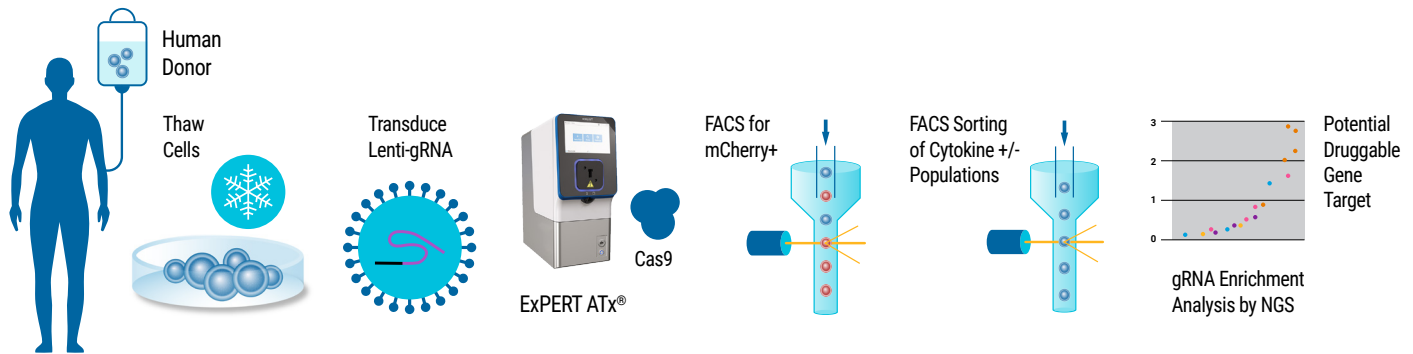 Human
Donor
Thaw
Cells
Transduce
Lenti-gRNA
Cas9
ExPERT ATx®
FACS for
mCherry+
FACS Sorting
of Cytokine +/-
Populations
3
2
1
0
gRNA Enrichment
Analysis by NGS
Potential
Druggable
Gene
Target